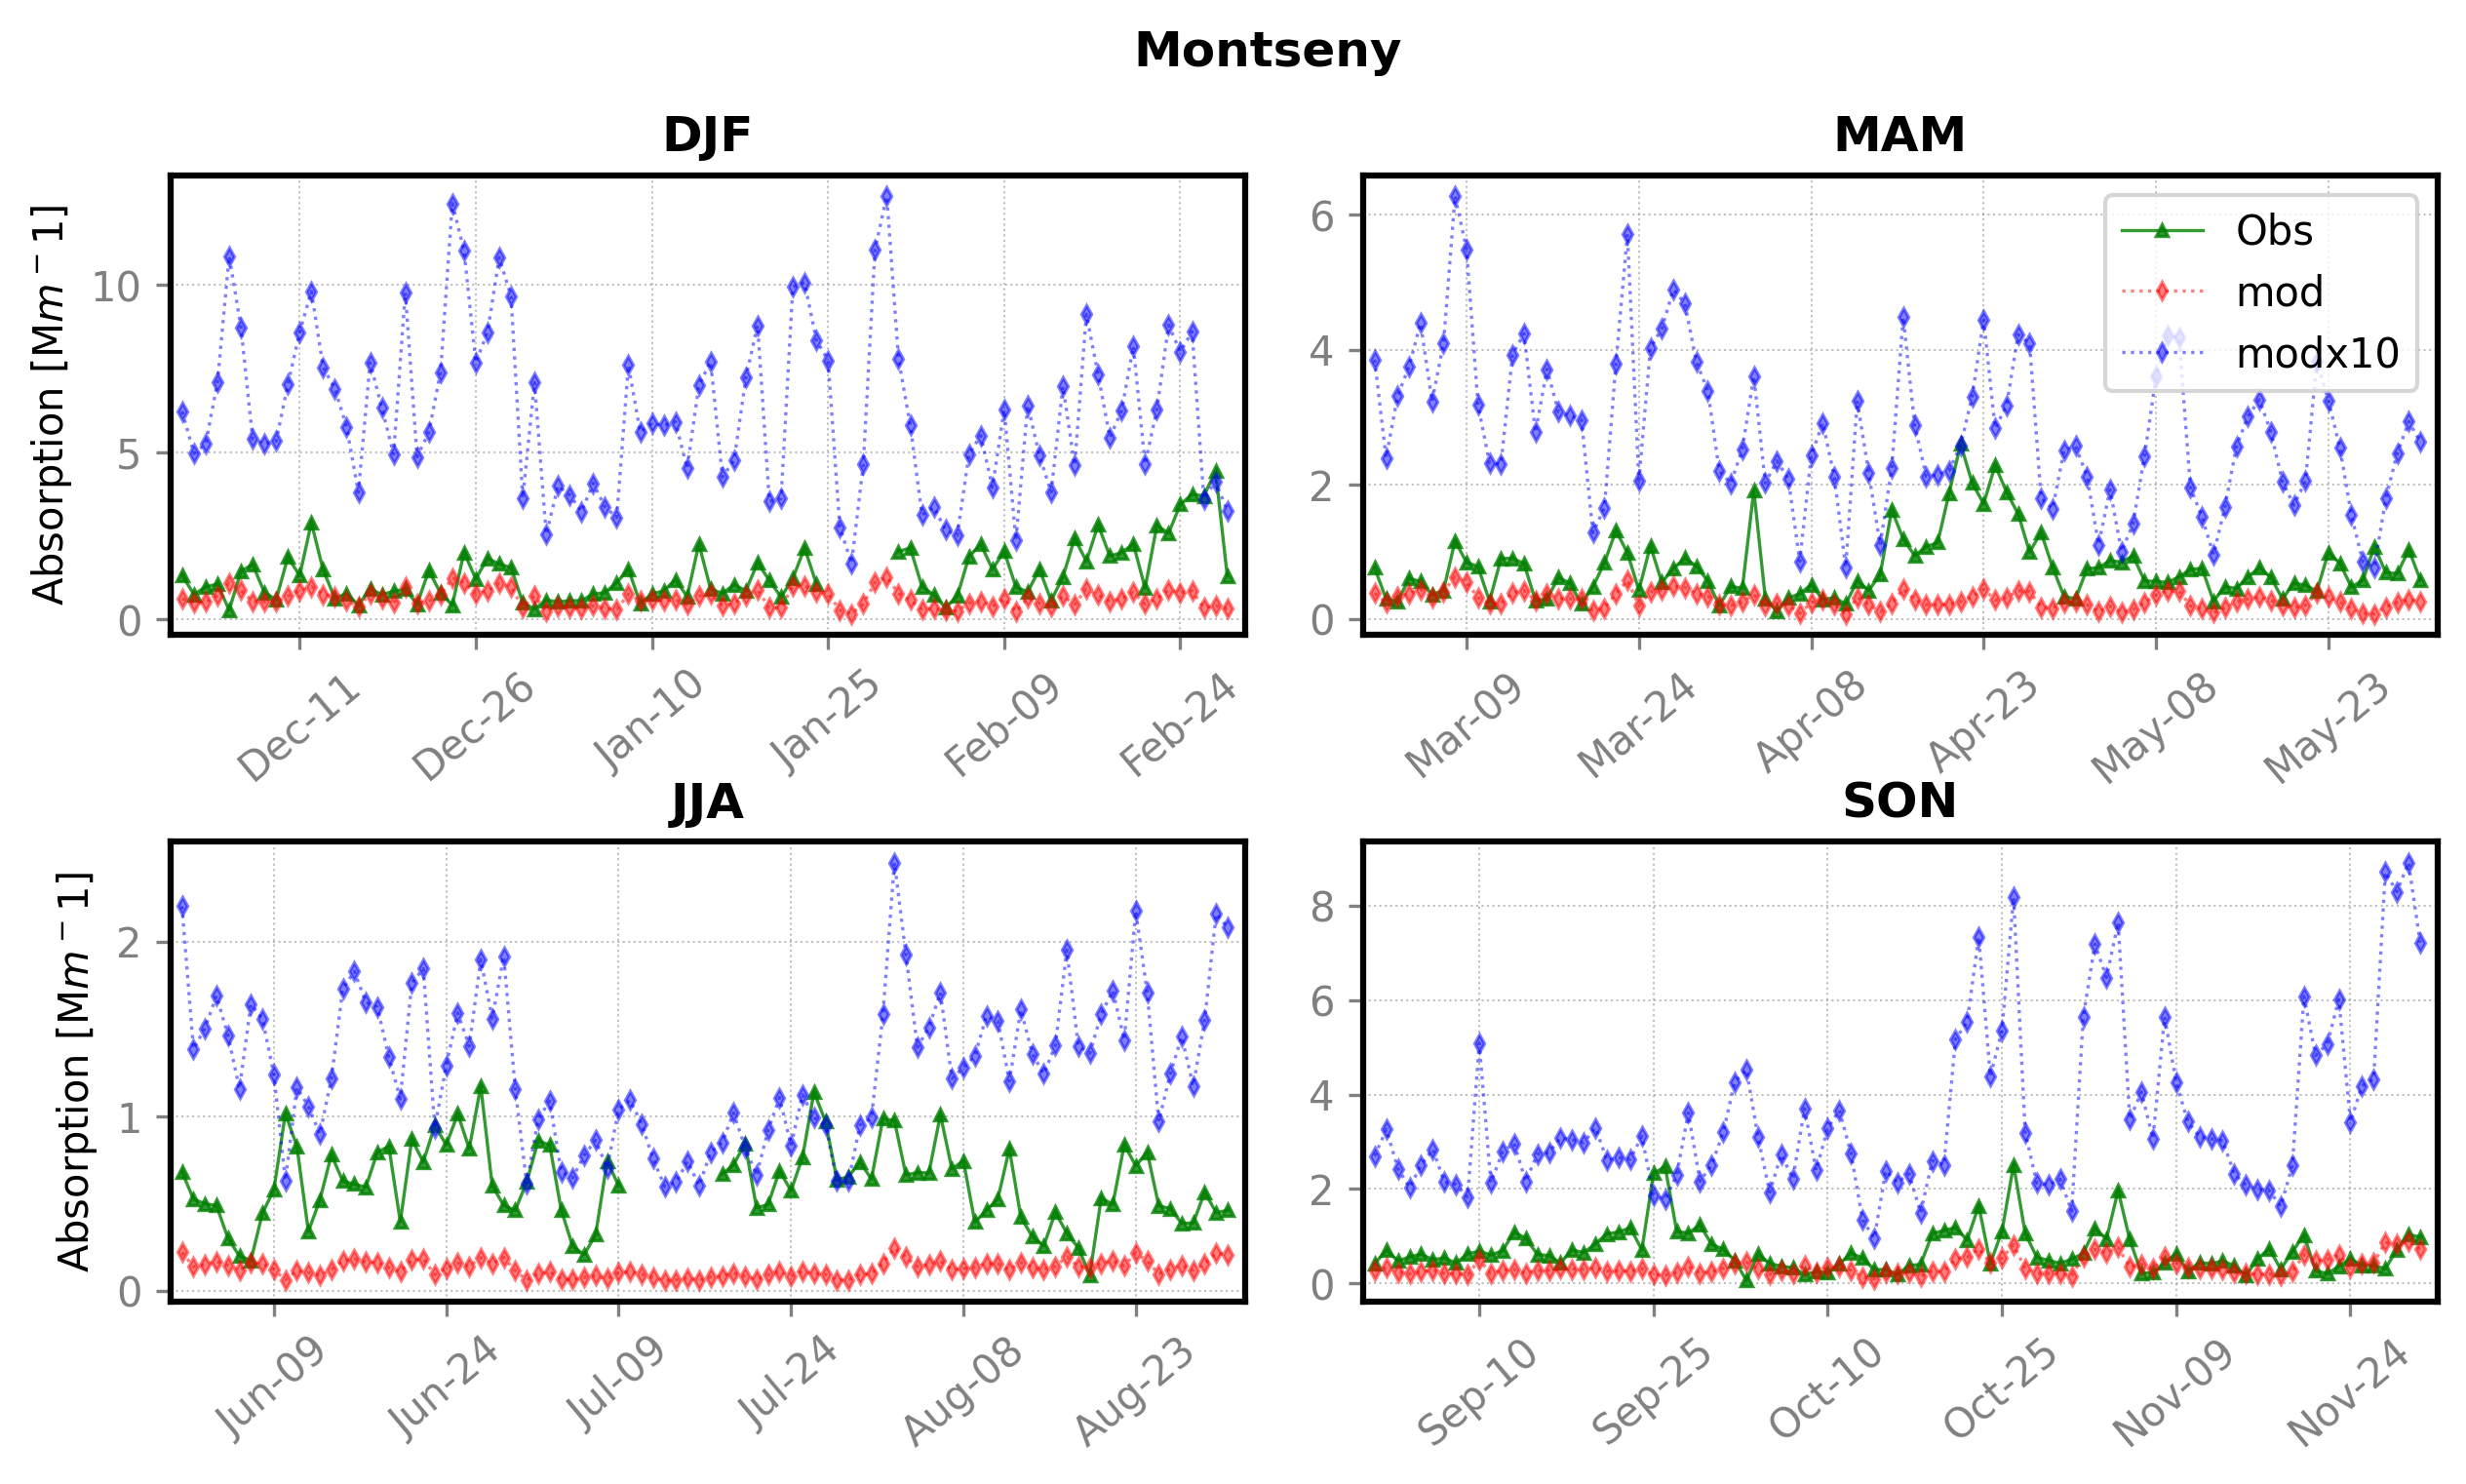 Montseny
DJF
MAM
Absorption [Mm − 1]
10
5
0
6
4
2
0
Obs
mod
modx10
Dec-11
Dec-26
Jan-10
Jan-25
Feb-09
Feb-24
Mar-09
Mar-24
Apr-08
Apr-23
May-08
May-23
JJA
SON
Absorption [Mm − 1]
2
1
0
8
6
4
2
0
Jun-09
Jun-24
Jul-09
Jul-24
Aug-08
Aug-23
Sep-10
Sep-25
Oct-10
Oct-25
Nov-09
Nov-24